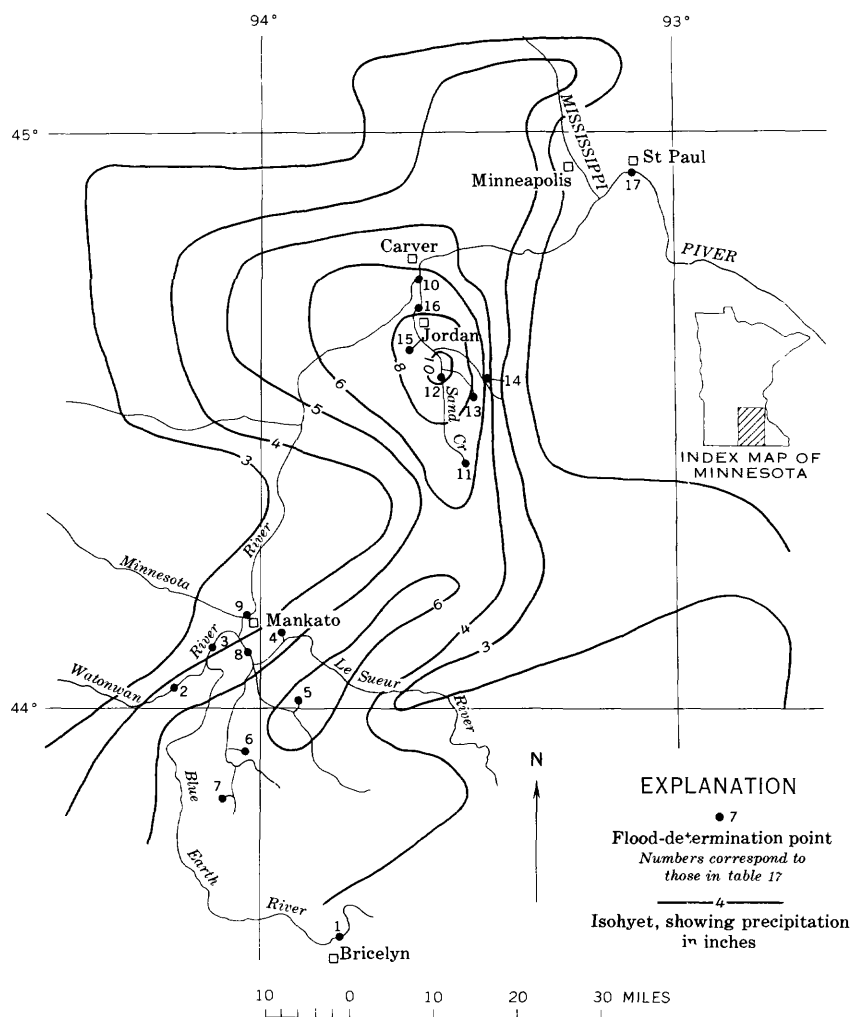 94°
93°
45°
MISSISSIPPI
St Paul
Minneapolis
17
PIVER
Carver
10
16
Jordan
15
8
10
12
Sand Cr
13
14
6
5
4
3
11
INDEX MAP OF
MINNESOTA
River
Minnesota
9
Mankato
6
4
3
River
3
8
4
Le Sueur
River
Watonwan
2
5
44°
6
7
Blue
Earth
River
1
Bricelyn
N
EXPLANATION
7
Flood-de+ermination point
Numbers correspond to
those in table 17
4
Isohyet, showing precipitation
in inches
10 0 10 20 30 MILES